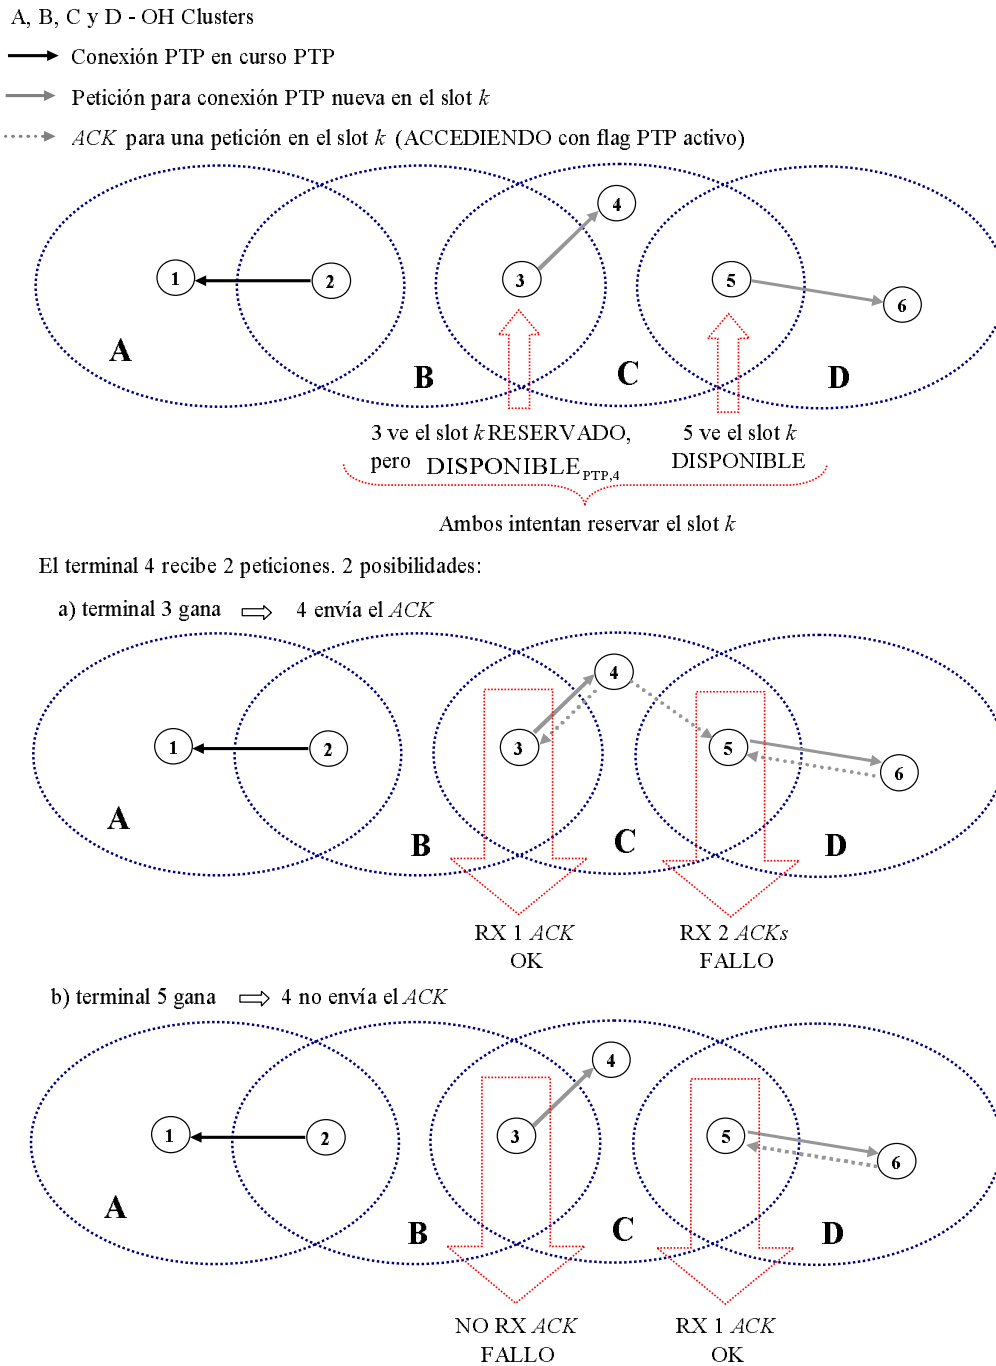 A, B, C y D - OH Clusters
Conexión PTP en curso PTP
Petición para conexión PTP nueva en el slot k
ACK para una petición en el slot k (ACCEDIENDO con flag PTP activo)
1
2
3
4
5
6
A
B
C
D
3 ve el slot k RESERVADO,
pero DISPONIBLE PTP,4
5 ve el slot k
DISPONIBLE
Ambos intentan reservar el slot k
El terminal 4 recibe 2 peticiones. 2 posibilidades:
a) terminal 3 gana ⇨ 4 envía el ACK
1
2
3
4
5
6
A
B
C
D
RX 1 ACK
OK
RX 2 ACKs
FALLO
b) terminal 5 gana ⇨ 4 no envía el ACK
1
2
3
4
5
6
A
B
C
D
NO RX ACK
FALLO
RX 1 ACK
OK